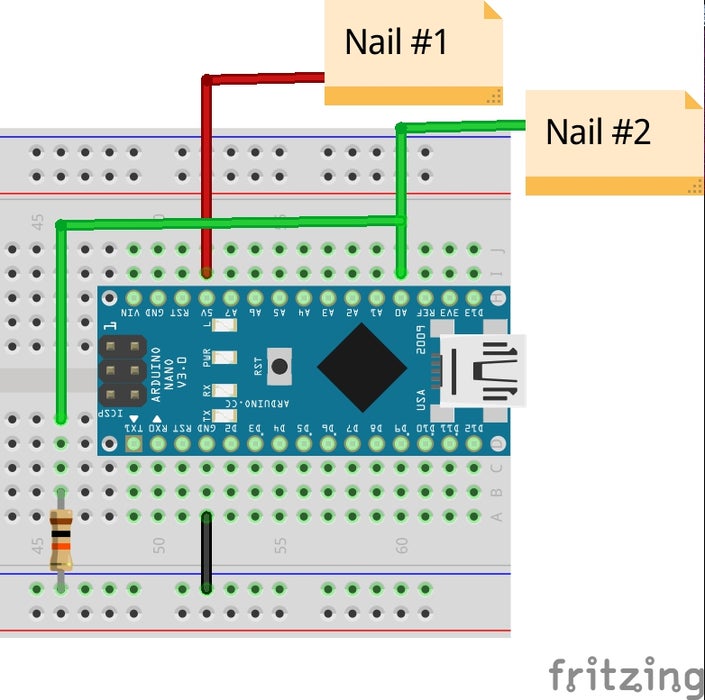 Nail #1
Nail #2
45
50
55
J
I
H
VIN GND RST 5V A7 A6 A5 A4 A3 A2 A1 A0 REF 3V3 D13
L
1
PWR
RST
RX
TX
ARDUINO
NANO
V3.0
ARDUINO.CC
ICSP
USA
2009
TX1 RX0 RST GND D2 D3 D4 D5 D6 D7 D8 D9 D10 D11 D12
D
C
B
A
45
50
55
60
fritzing